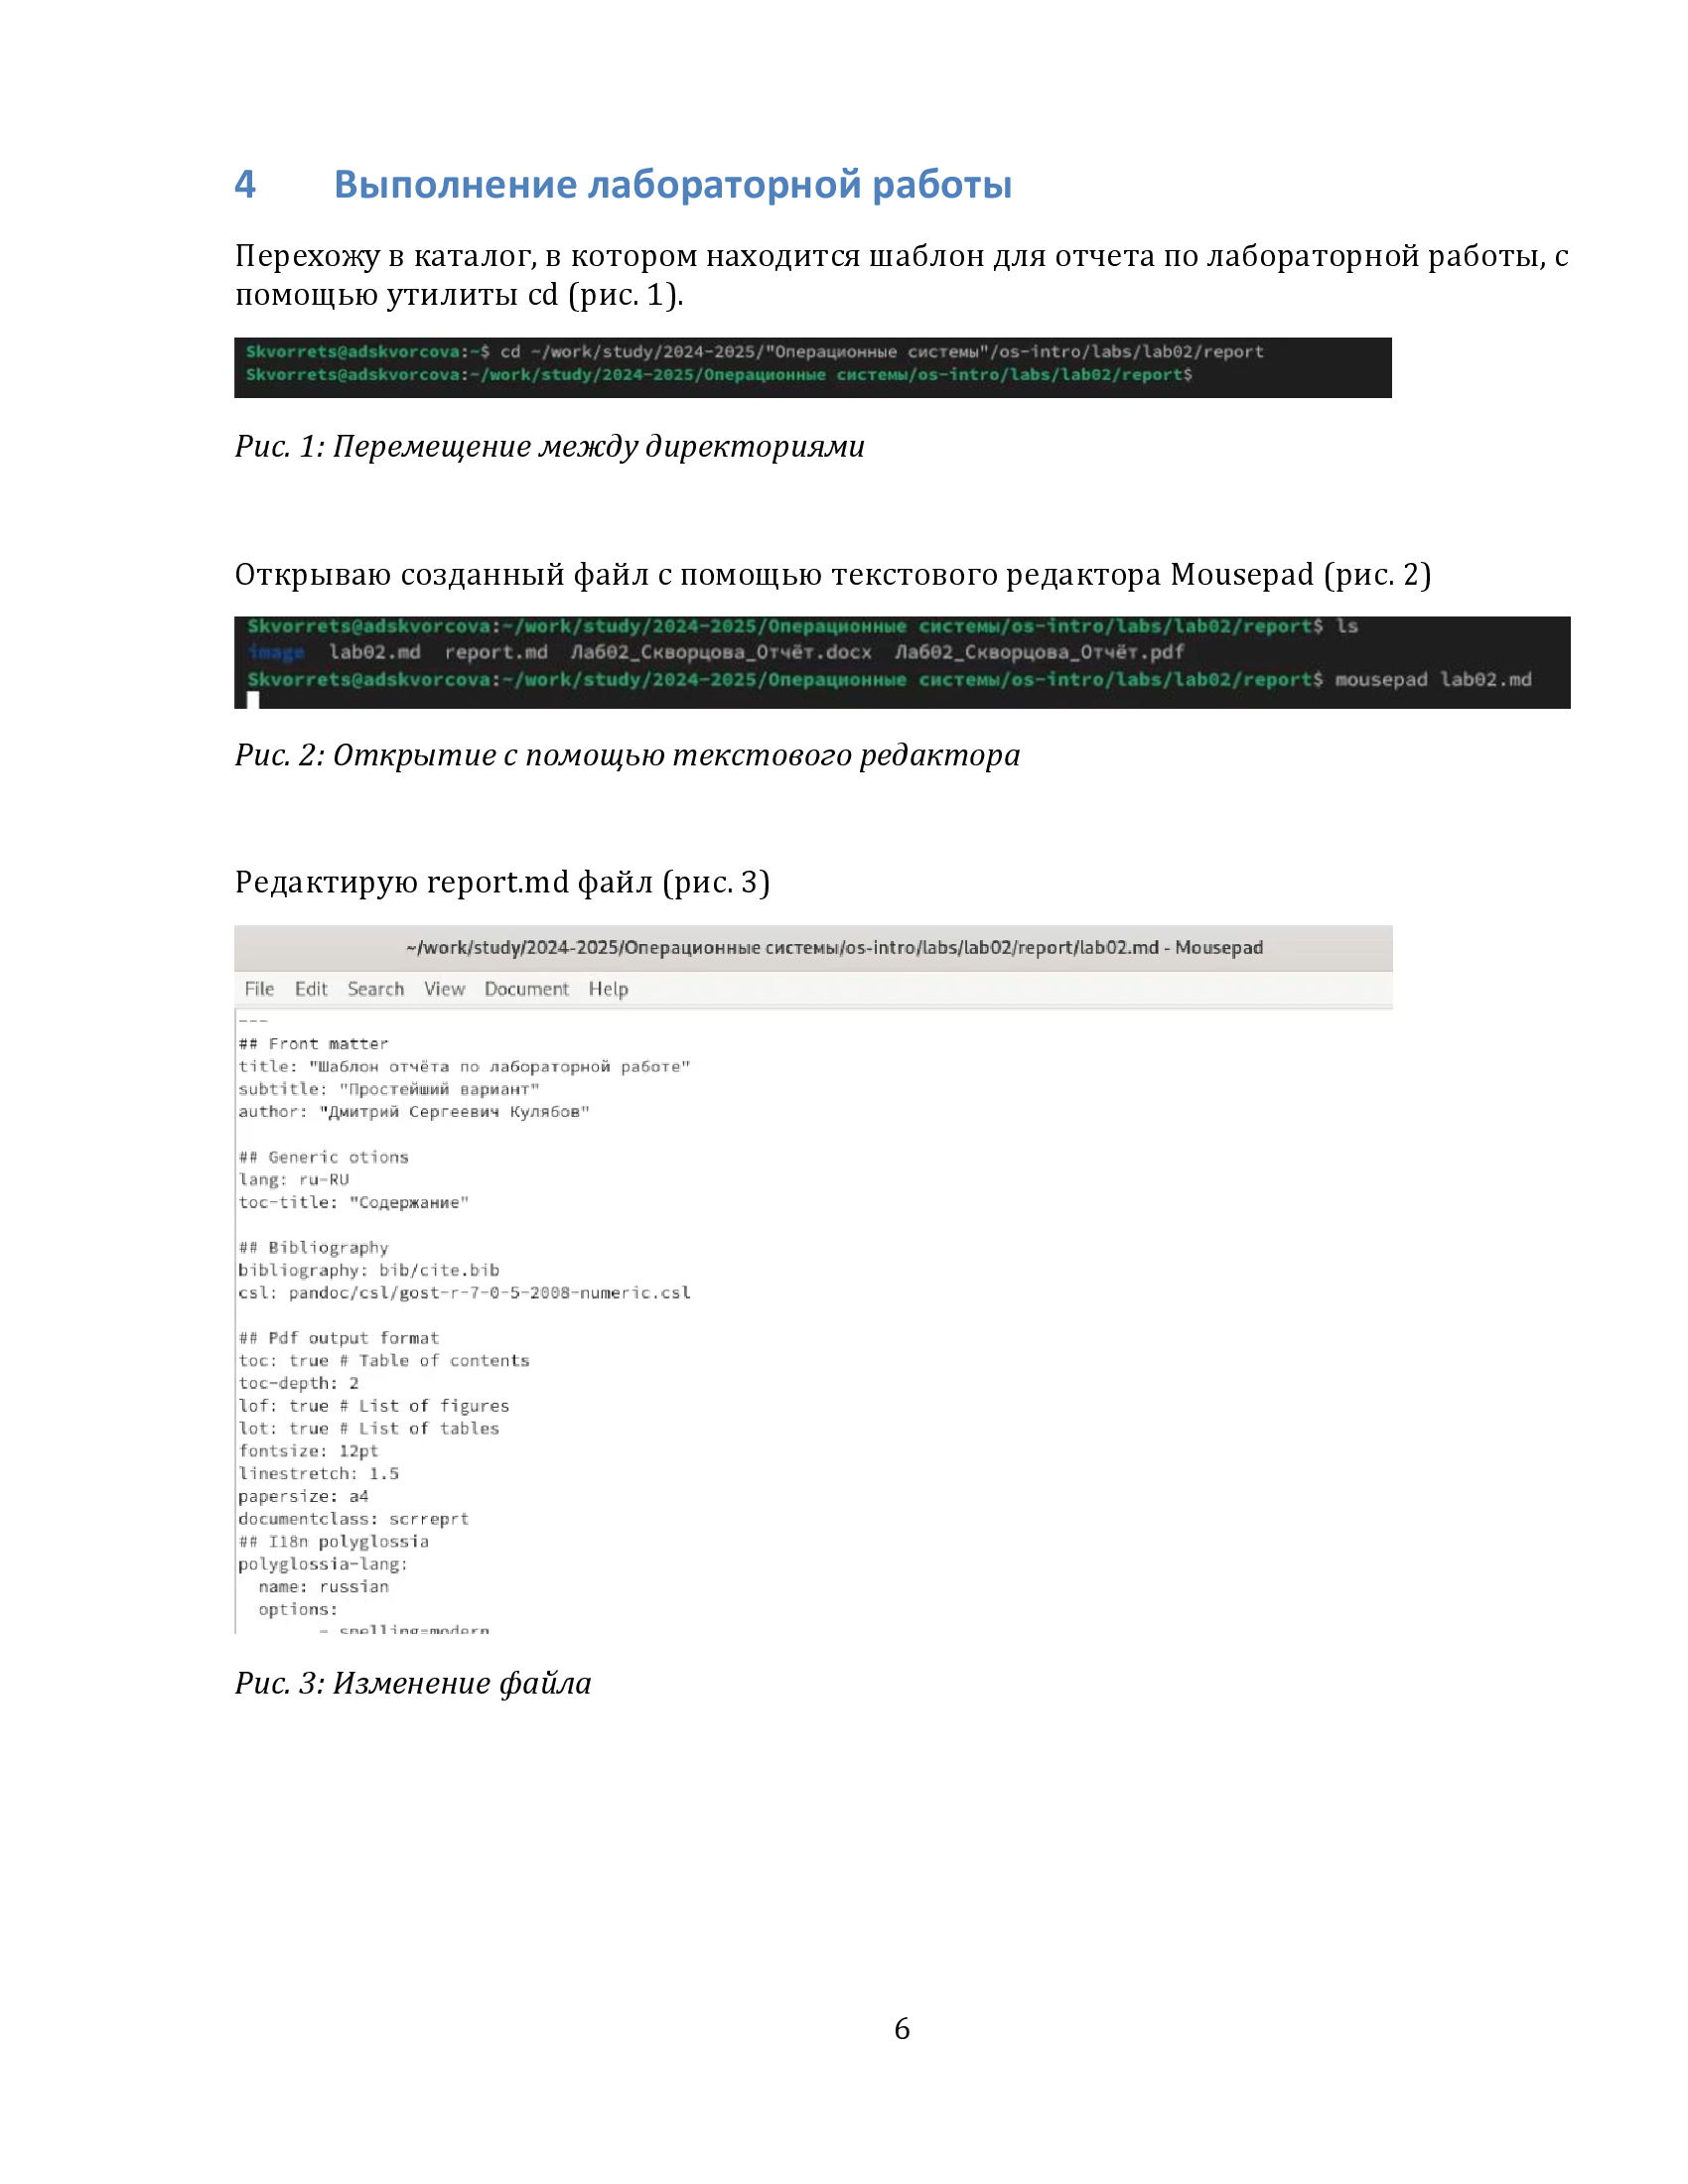 4 Выполнение лабораторной работы
Перехожу в каталог, в котором находится шаблон для отчета по лабораторной работы, с
помощью утилиты cd (рис. 1).
Skvorrets@adskvorcova:~$ cd ~/work/study/2024-2025/"Операционные системы"/os-intro/labs/lab02/report
Skvorrets@adskvorcova:~/work/study/2024-2025/Операционные системы/os-intro/labs/lab02/report$
Рис. 1: Перемещение между директориями
Открываю созданный файл с помощью текстового редактора Mousepad (рис. 2)
Skvorrets@adskvorcova:~/work/study/2024-2025/Операционные системы/os-intro/labs/lab02/report$ ls
image lab02.md report.md Лаб02_Скворцова_Отчёт.docx Лаб02_Скворцова_Отчёт.pdf
Skvorrets@adskvorcova:~/work/study/2024-2025/Операционные системы/os-intro/labs/lab02/report$ mousepad lab02.md
Рис. 2: Открытие с помощью текстового редактора
Редактирую report.md файл (рис. 3)
~/work/study/2024-2025/Операционные системы/os-intro/labs/lab02/report/lab02.md - Mousepad
File Edit Search View Document Help
---
## Front matter
title: "Шаблон отчёта по лабораторной работе"
subtitle: "Простейший вариант"
author: "Дмитрий Сергеевич Кулябов"
## Generic otions
lang: ru-RU
toc-title: "Содержание"
## Bibliography
bibliography: bib/cite.bib
csl: pandoc/csl/gost-r-7-0-5-2008-numeric.csl
## Pdf output format
toc: true # Table of contents
toc-depth: 2
lof: true # List of figures
lot: true # List of tables
fontsize: 12pt
linestretch: 1.5
papersize: a4
documentclass: scrreprt
## I18n polyglossia
polyglossia-lang:
name: russian
options:
- spelling=modern
Рис. 3: Изменение файла
6